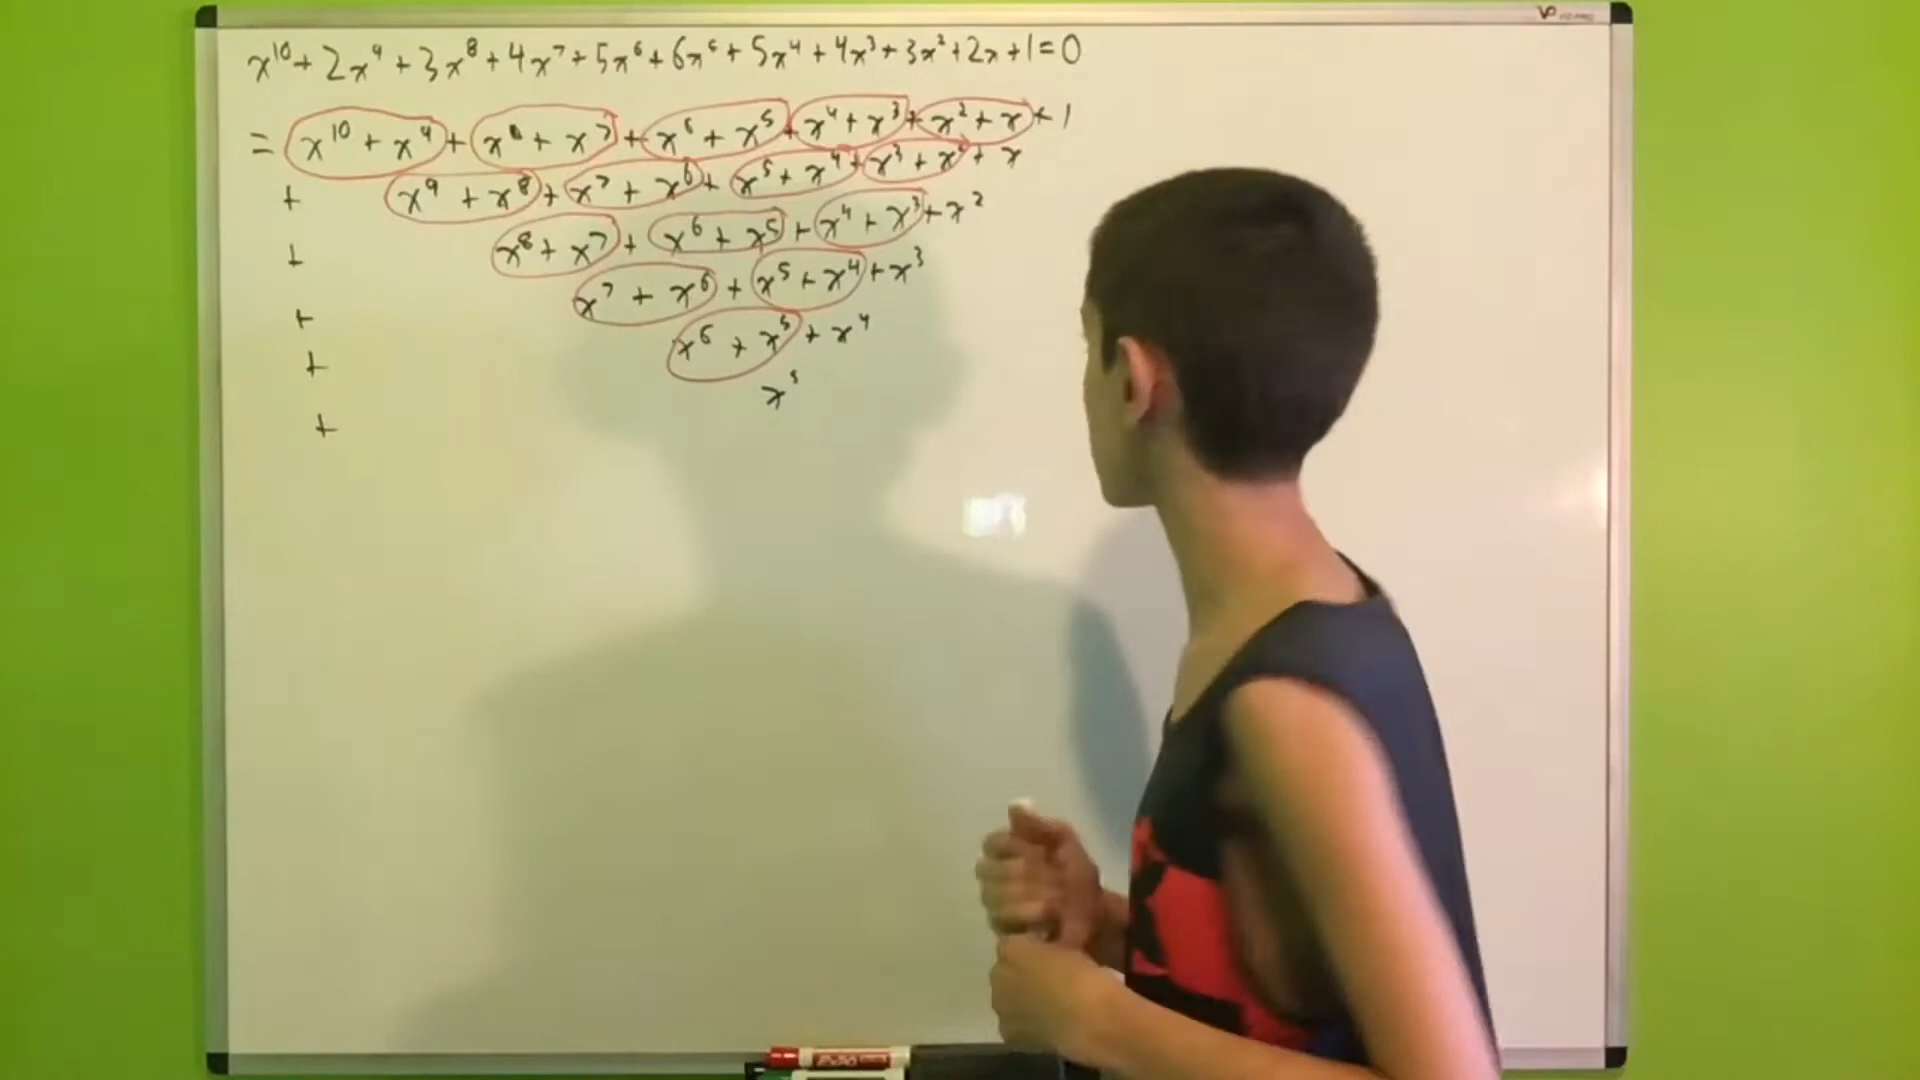 x¹⁰ + 2x⁹ + 3x⁸ + 4x⁷ + 5x⁶ + 6x⁵ + 5x⁴ + 4x³ + 3x² + 2x + 1 = 0
= x¹⁰ + x⁹ + x⁸ + x⁷ + x⁶ + x⁵ + x⁴ + x³ + x² + x + 1
+ x⁹ + x⁸ + x⁷ + x⁶ + x⁵ + x⁴ + x³ + x² + x
+ x⁸ + x⁷ + x⁶ + x⁵ + x⁴ + x³ + x²
+ x⁷ + x⁶ + x⁵ + x⁴ + x³
+ x⁶ + x⁵ + x⁴
+ x⁵
EXPO